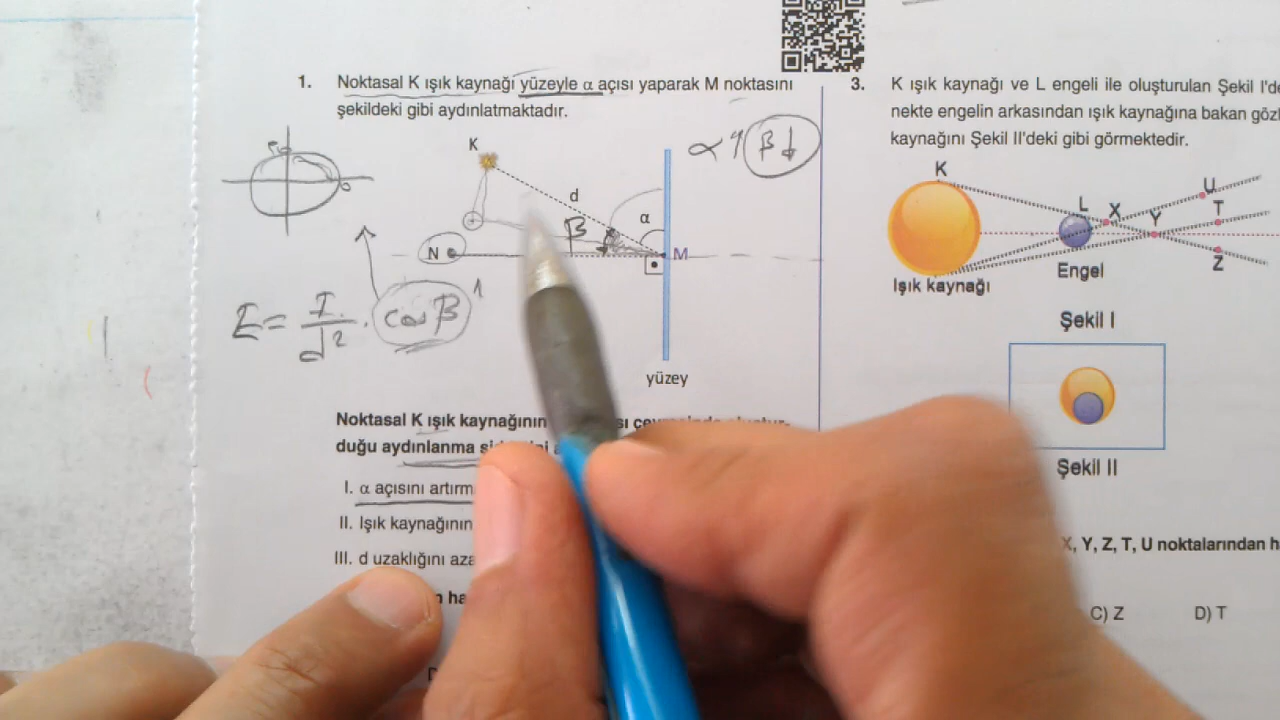 1. Noktasal K ışık kaynağı yüzeyle α açısı yaparak M noktasını
şekildeki gibi aydınlatmaktadır.
K
d
α
β
N
M
yüzey
α↑ β↓
E = I/d² . cos β
Noktasal K ışık kaynağının
duğu aydınlanma
I. α açısını artırm
II. Işık kaynağının
III. d uzaklığını aza
3. K ışık kaynağı ve L engeli ile oluşturulan Şekil I'de
nekte engelin arkasından ışık kaynağına bakan göz
kaynağını Şekil II'deki gibi görmektedir.
K
L
X
Y
U
T
Z
Işık kaynağı
Engel
Şekil I
Şekil II
X, Y, Z, T, U noktalarından h
C) Z D) T